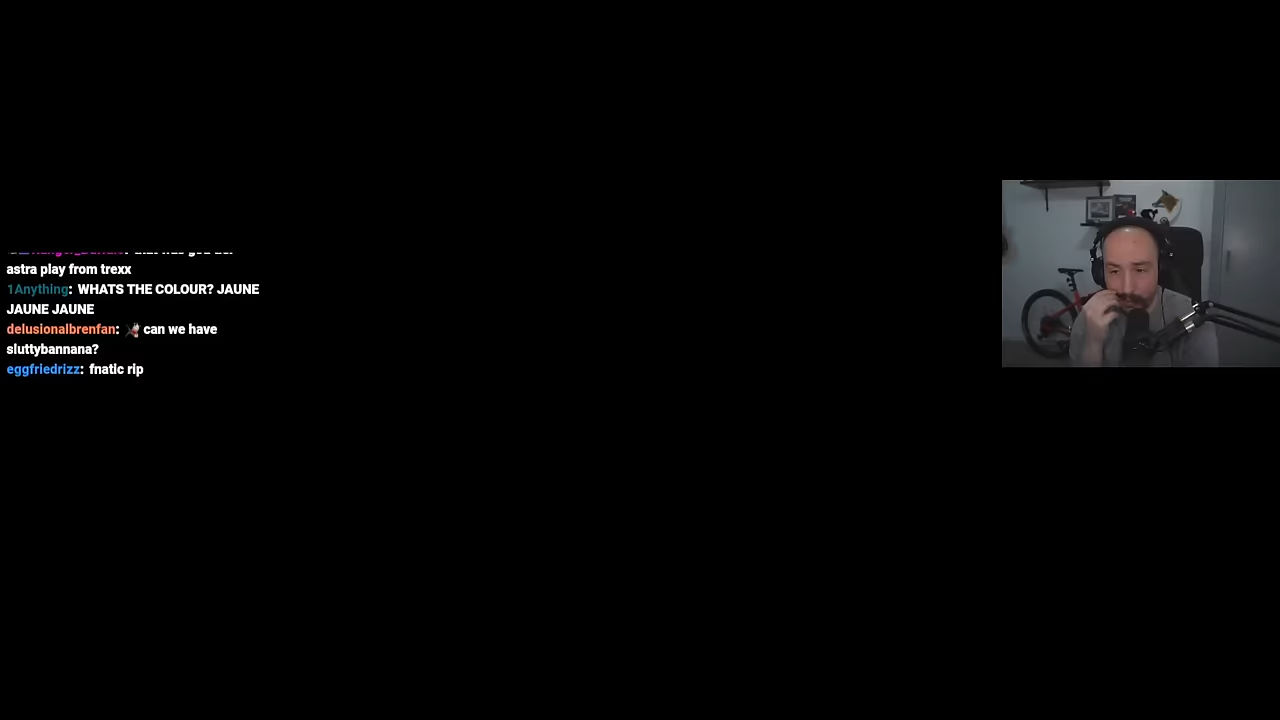 astra play from trexx
1Anything: WHATS THE COLOUR? JAUNE
JAUNE JAUNE
delusionalbrenfan: can we have
sluttybannana?
eggfriedrizz: fnatic rip